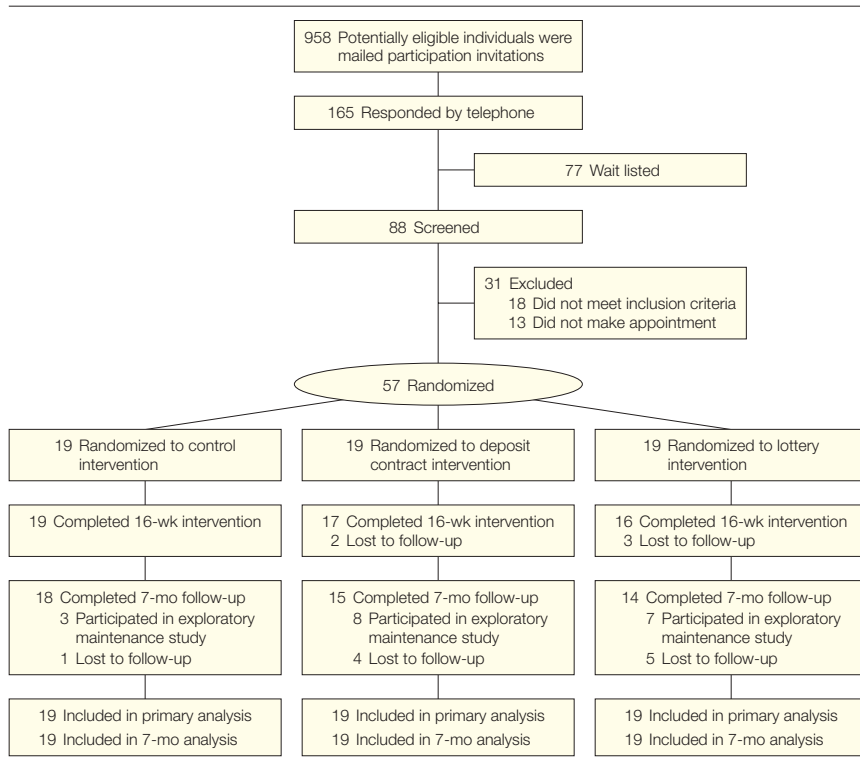 958 Potentially eligible individuals were
mailed participation invitations
165 Responded by telephone
77 Wait listed
88 Screened
31 Excluded
18 Did not meet inclusion criteria
13 Did not make appointment
57 Randomized
19 Randomized to control
intervention
19 Randomized to deposit
contract intervention
19 Randomized to lottery
intervention
19 Completed 16-wk intervention
17 Completed 16-wk intervention
2 Lost to follow-up
16 Completed 16-wk intervention
3 Lost to follow-up
18 Completed 7-mo follow-up
3 Participated in exploratory
maintenance study
1 Lost to follow-up
15 Completed 7-mo follow-up
8 Participated in exploratory
maintenance study
4 Lost to follow-up
14 Completed 7-mo follow-up
7 Participated in exploratory
maintenance study
5 Lost to follow-up
19 Included in primary analysis
19 Included in 7-mo analysis
19 Included in primary analysis
19 Included in 7-mo analysis
19 Included in primary analysis
19 Included in 7-mo analysis